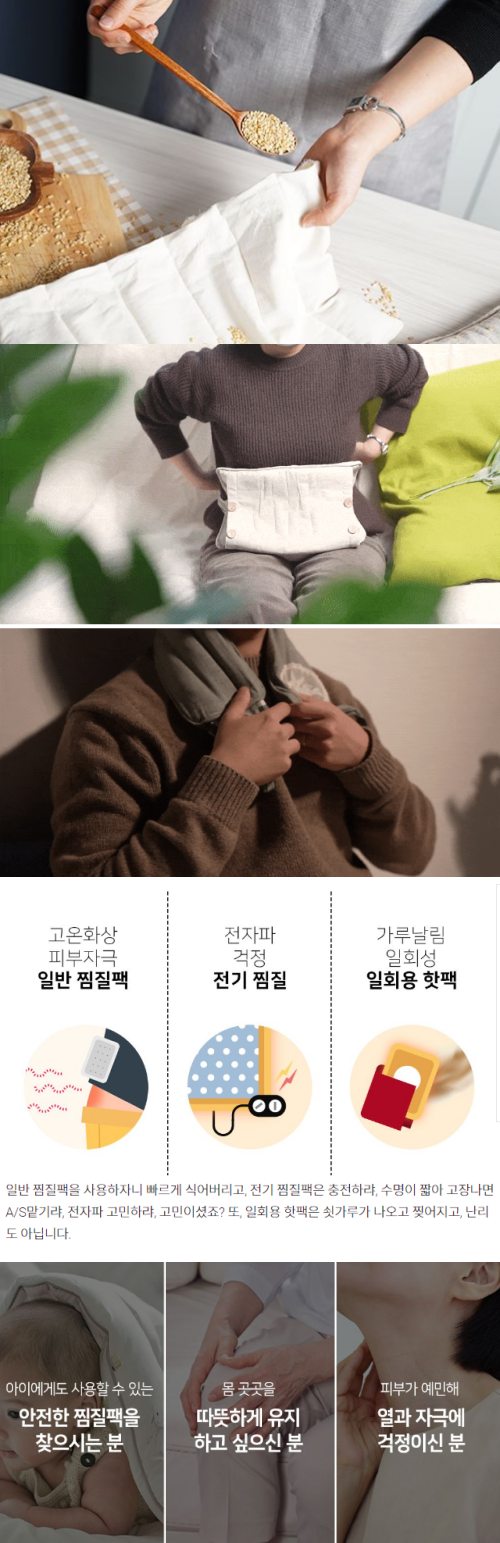 고온화상
피부자극
일반 찜질팩
전자파
걱정
전기 찜질
가루날림
일회성
일회용 핫팩
일반 찜질팩을 사용하자니 빠르게 식어버리고, 전기 찜질팩은 충전하랴, 수명이 짧아 고장나면
A/S맡기랴, 전자파 고민하랴, 고민이셨죠? 또, 일회용 핫팩은 쇳가루가 나오고 찢어지고, 난리
도 아닙니다.
아이에게도 사용할 수 있는
안전한 찜질팩을
찾으시는 분
몸 곳곳을
따뜻하게 유지
하고 싶으신 분
피부가 예민해
열과 자극에
걱정이신 분